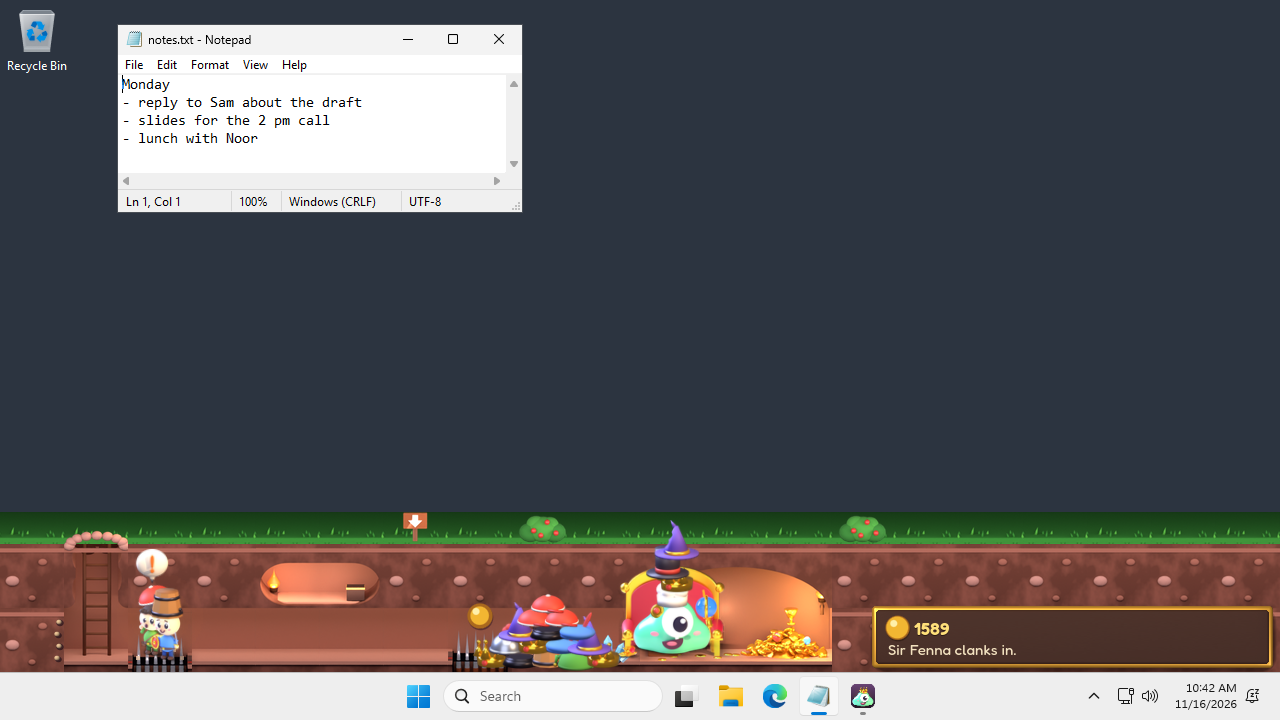 Recycle Bin
notes.txt - Notepad
File Edit Format View Help
Monday
- reply to Sam about the draft
- slides for the 2 pm call
- lunch with Noor
Ln 1, Col 1 100% Windows (CRLF) UTF-8
!
1589
Sir Fenna clanks in.
Search
10:42 AM
11/16/2026